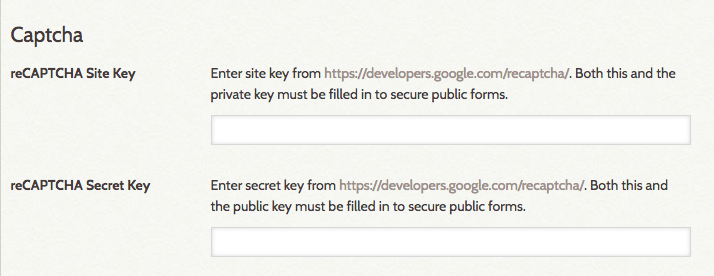 Captcha
reCAPTCHA Site Key
Enter site key from https://developers.google.com/recaptcha/. Both this and the
private key must be filled in to secure public forms.
reCAPTCHA Secret Key
Enter secret key from https://developers.google.com/recaptcha/. Both this and
the public key must be filled in to secure public forms.